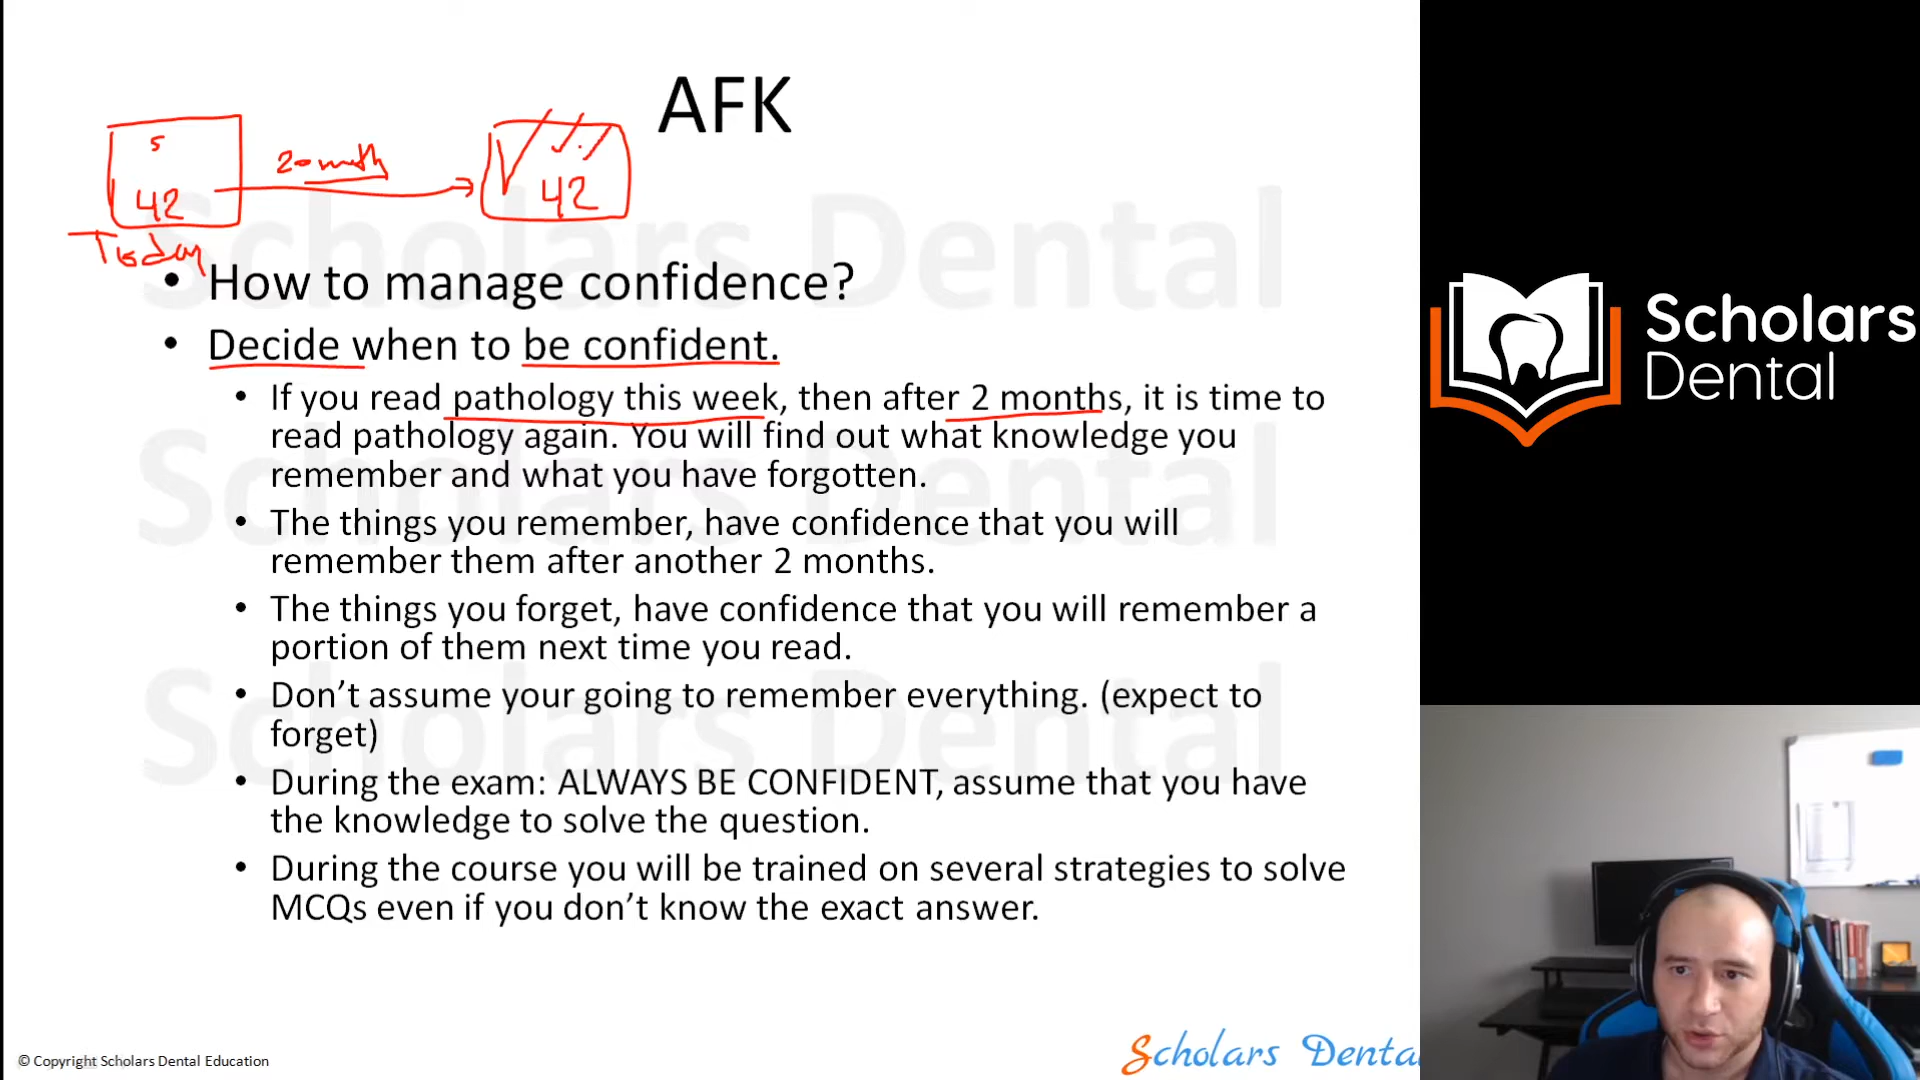 AFK
5
42
2-month
42
Today
• How to manage confidence?
• Decide when to be confident.
• If you read pathology this week, then after 2 months, it is time to
read pathology again. You will find out what knowledge you
remember and what you have forgotten.
• The things you remember, have confidence that you will
remember them after another 2 months.
• The things you forget, have confidence that you will remember a
portion of them next time you read.
• Don’t assume your going to remember everything. (expect to
forget)
• During the exam: ALWAYS BE CONFIDENT, assume that you have
the knowledge to solve the question.
• During the course you will be trained on several strategies to solve
MCQs even if you don’t know the exact answer.
Scholars Dental
Scholars Dental
Scholars Dental
© Copyright Scholars Dental Education
Scholars Denta
Scholars
Dental